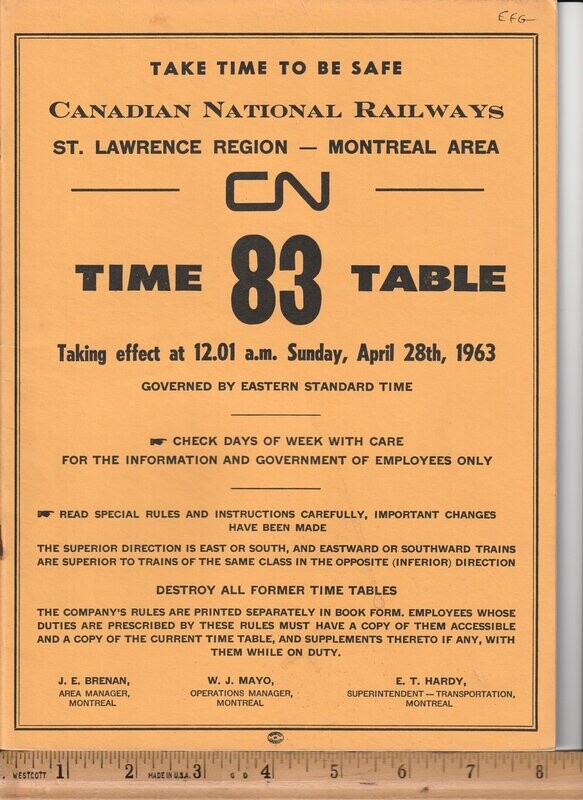 EFG
TAKE TIME TO BE SAFE
CANADIAN NATIONAL RAILWAYS
ST. LAWRENCE REGION — MONTREAL AREA
CN
TIME 83 TABLE
Taking effect at 12.01 a.m. Sunday, April 28th, 1963
GOVERNED BY EASTERN STANDARD TIME
CHECK DAYS OF WEEK WITH CARE
FOR THE INFORMATION AND GOVERNMENT OF EMPLOYEES ONLY
READ SPECIAL RULES AND INSTRUCTIONS CAREFULLY, IMPORTANT CHANGES
HAVE BEEN MADE
THE SUPERIOR DIRECTION IS EAST OR SOUTH, AND EASTWARD OR SOUTHWARD TRAINS
ARE SUPERIOR TO TRAINS OF THE SAME CLASS IN THE OPPOSITE (INFERIOR) DIRECTION
DESTROY ALL FORMER TIME TABLES
THE COMPANY'S RULES ARE PRINTED SEPARATELY IN BOOK FORM. EMPLOYEES WHOSE
DUTIES ARE PRESCRIBED BY THESE RULES MUST HAVE A COPY OF THEM ACCESSIBLE
AND A COPY OF THE CURRENT TIME TABLE, AND SUPPLEMENTS THERETO IF ANY, WITH
THEM WHILE ON DUTY.
J. E. BRENAN, W. J. MAYO, E. T. HARDY,
AREA MANAGER, OPERATIONS MANAGER, SUPERINTENDENT — TRANSPORTATION,
MONTREAL MONTREAL MONTREAL
WESTCOTT 1 2 MADE IN U.S.A. 3 4 5 6 7 8